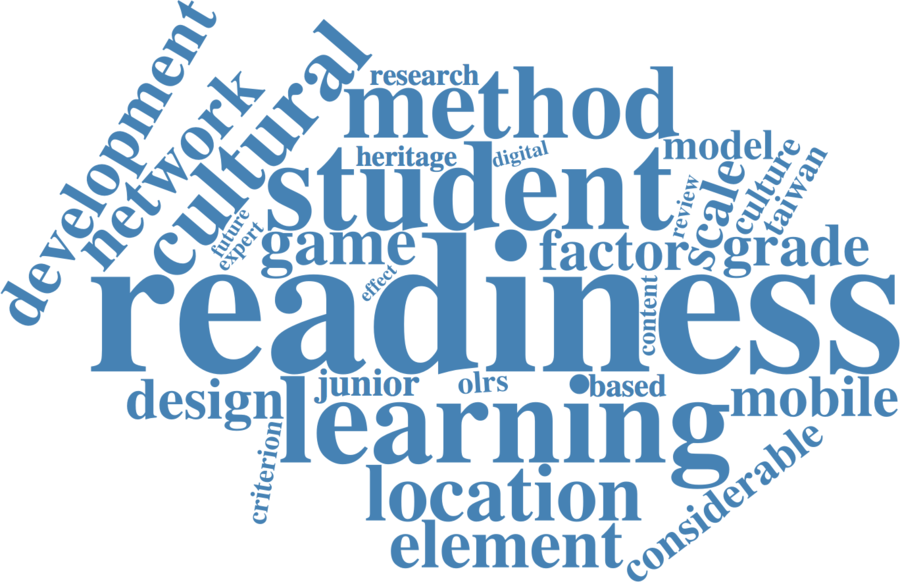 development
network
cultural
research
method
heritage
digital
model
student
review
scale
culture
taiwan
future
expert
game
factor
grade
effect
content
readiness
design
junior
olrs
based
mobile
learning
criterion
location
considerable
element